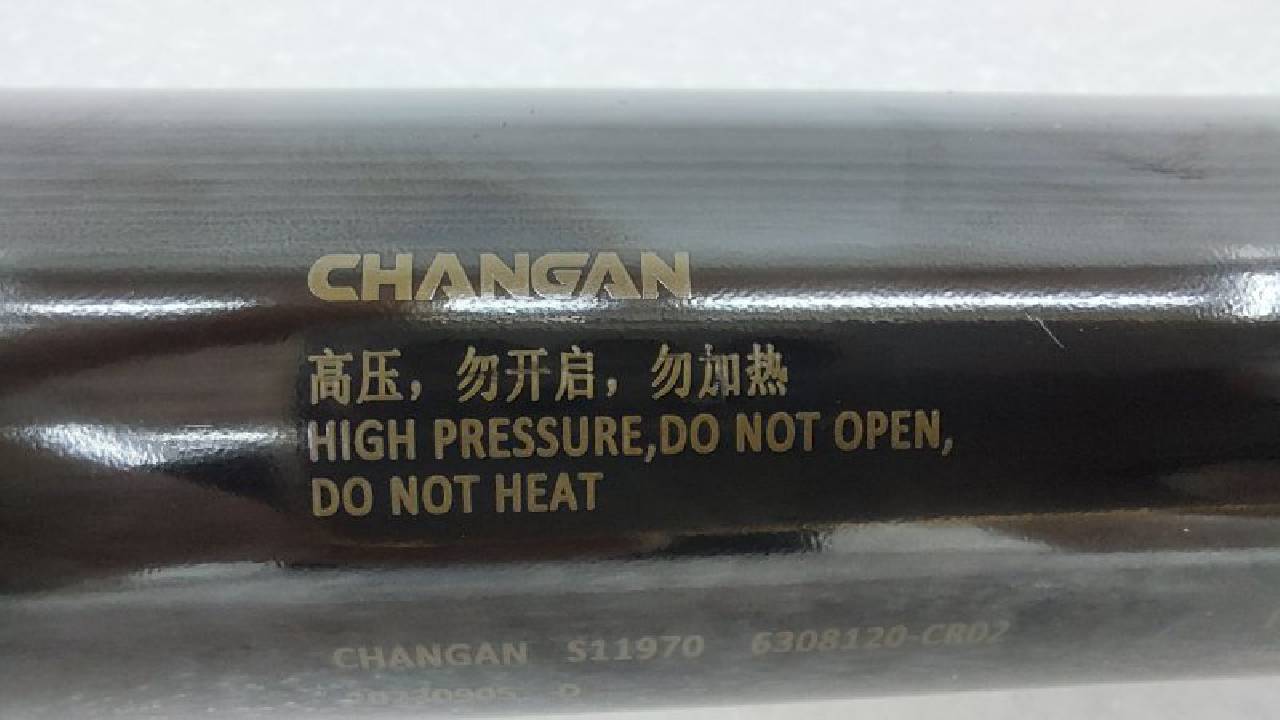 CHANGAN
高压，勿开启，勿加热
HIGH PRESSURE,DO NOT OPEN,
DO NOT HEAT
CHANGAN S11970 6308120-CR02